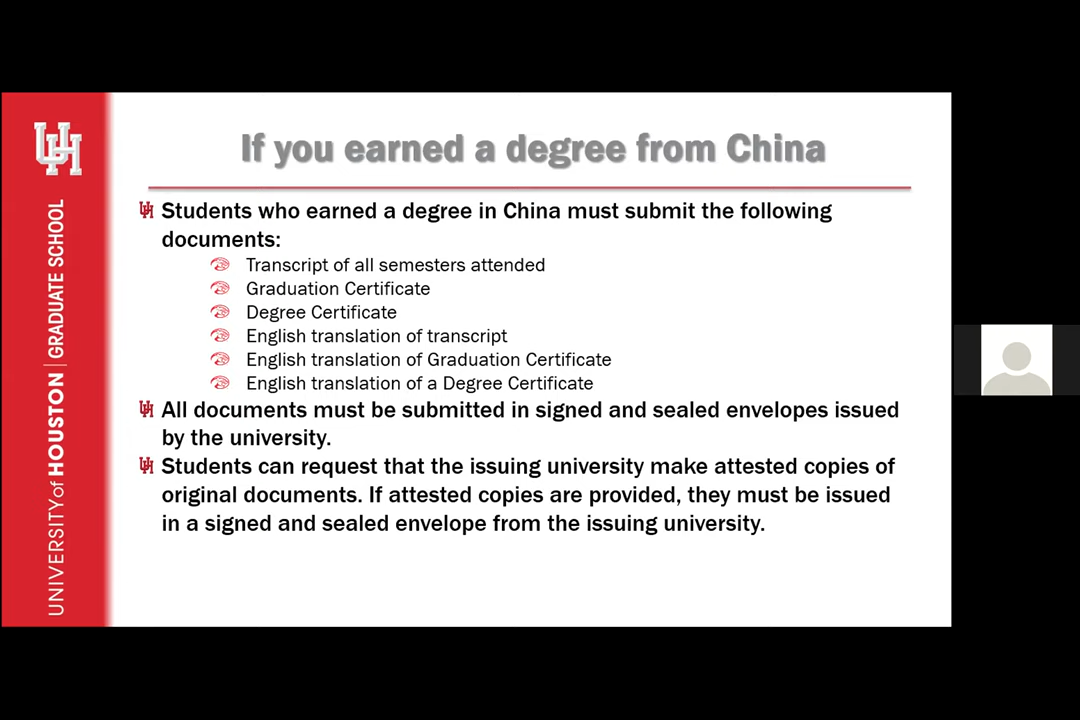 If you earned a degree from China
Students who earned a degree in China must submit the following
documents:
Transcript of all semesters attended
Graduation Certificate
Degree Certificate
English translation of transcript
English translation of Graduation Certificate
English translation of a Degree Certificate
All documents must be submitted in signed and sealed envelopes issued
by the university.
Students can request that the issuing university make attested copies of
original documents. If attested copies are provided, they must be issued
in a signed and sealed envelope from the issuing university.
UH
UNIVERSITY of HOUSTON | GRADUATE SCHOOL